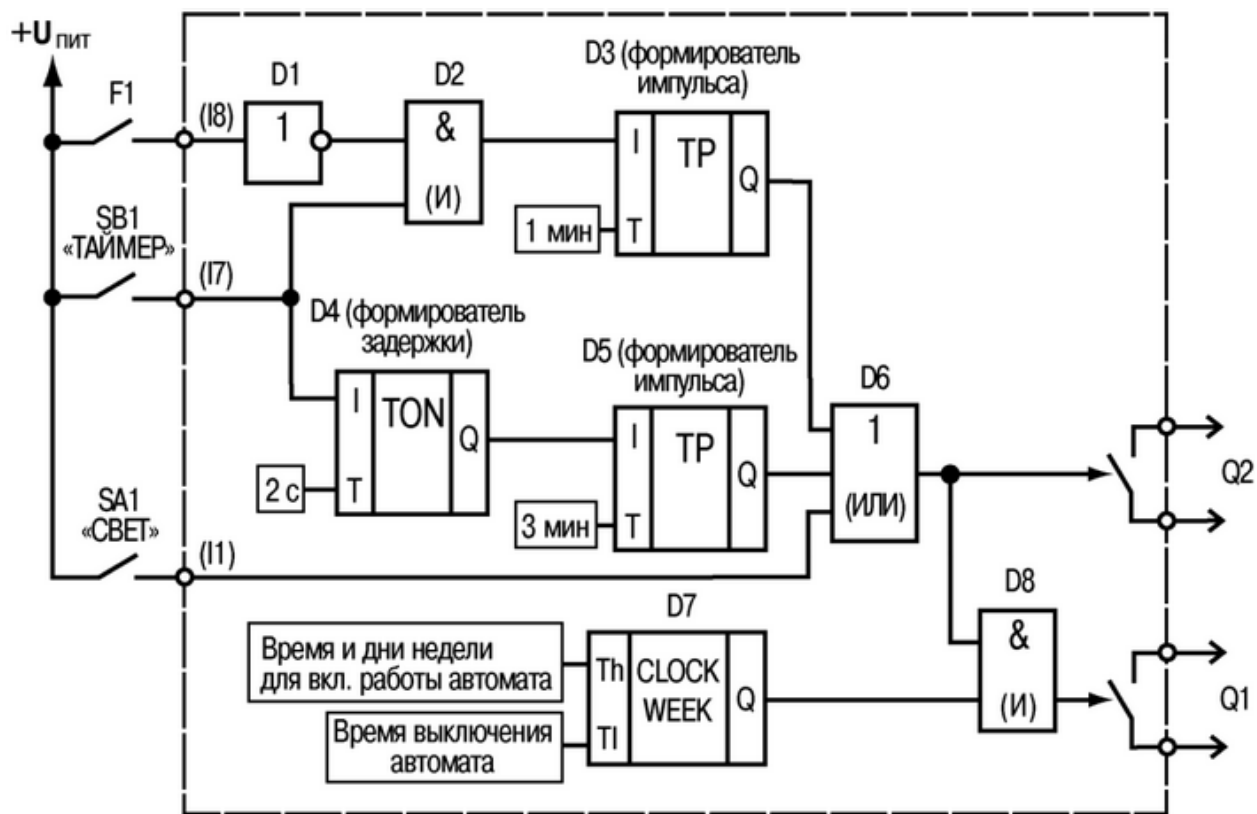 +U пит
F1
(I8)
D1
1
D2
&
(И)
D3 (формирователь
импульса)
I
TP
Q
1 мин
T
SB1
«ТАЙМЕР»
(I7)
D4 (формирователь
задержки)
I
TON
Q
2 с
T
D5 (формирователь
импульса)
I
TP
Q
3 мин
T
D6
1
(ИЛИ)
Q2
SA1
«СВЕТ»
(I1)
D7
Время и дни недели
для вкл. работы автомата
Th
CLOCK
WEEK
Q
Время выключения
автомата
Tl
D8
&
(И)
Q1